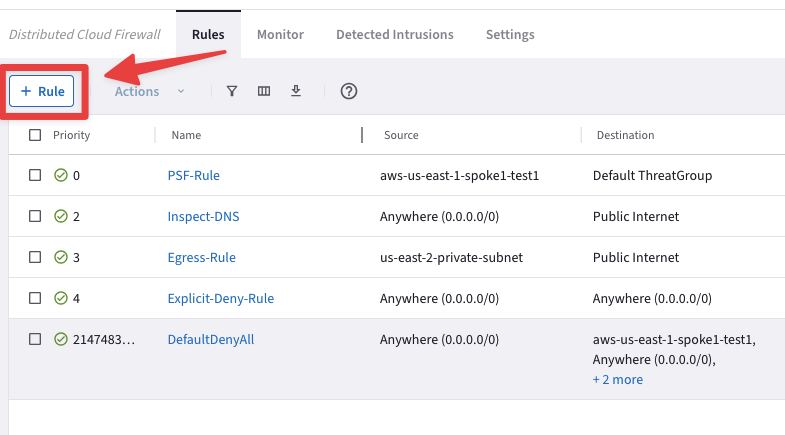 Distributed Cloud Firewall Rules Monitor Detected Intrusions Settings
+ Rule Actions
Priority Name Source Destination
0 PSF-Rule aws-us-east-1-spoke1-test1 Default ThreatGroup
2 Inspect-DNS Anywhere (0.0.0.0/0) Public Internet
3 Egress-Rule us-east-2-private-subnet Public Internet
4 Explicit-Deny-Rule Anywhere (0.0.0.0/0) Anywhere (0.0.0.0/0)
2147483... DefaultDenyAll Anywhere (0.0.0.0/0) aws-us-east-1-spoke1-test1,
Anywhere (0.0.0.0/0),
+ 2 more